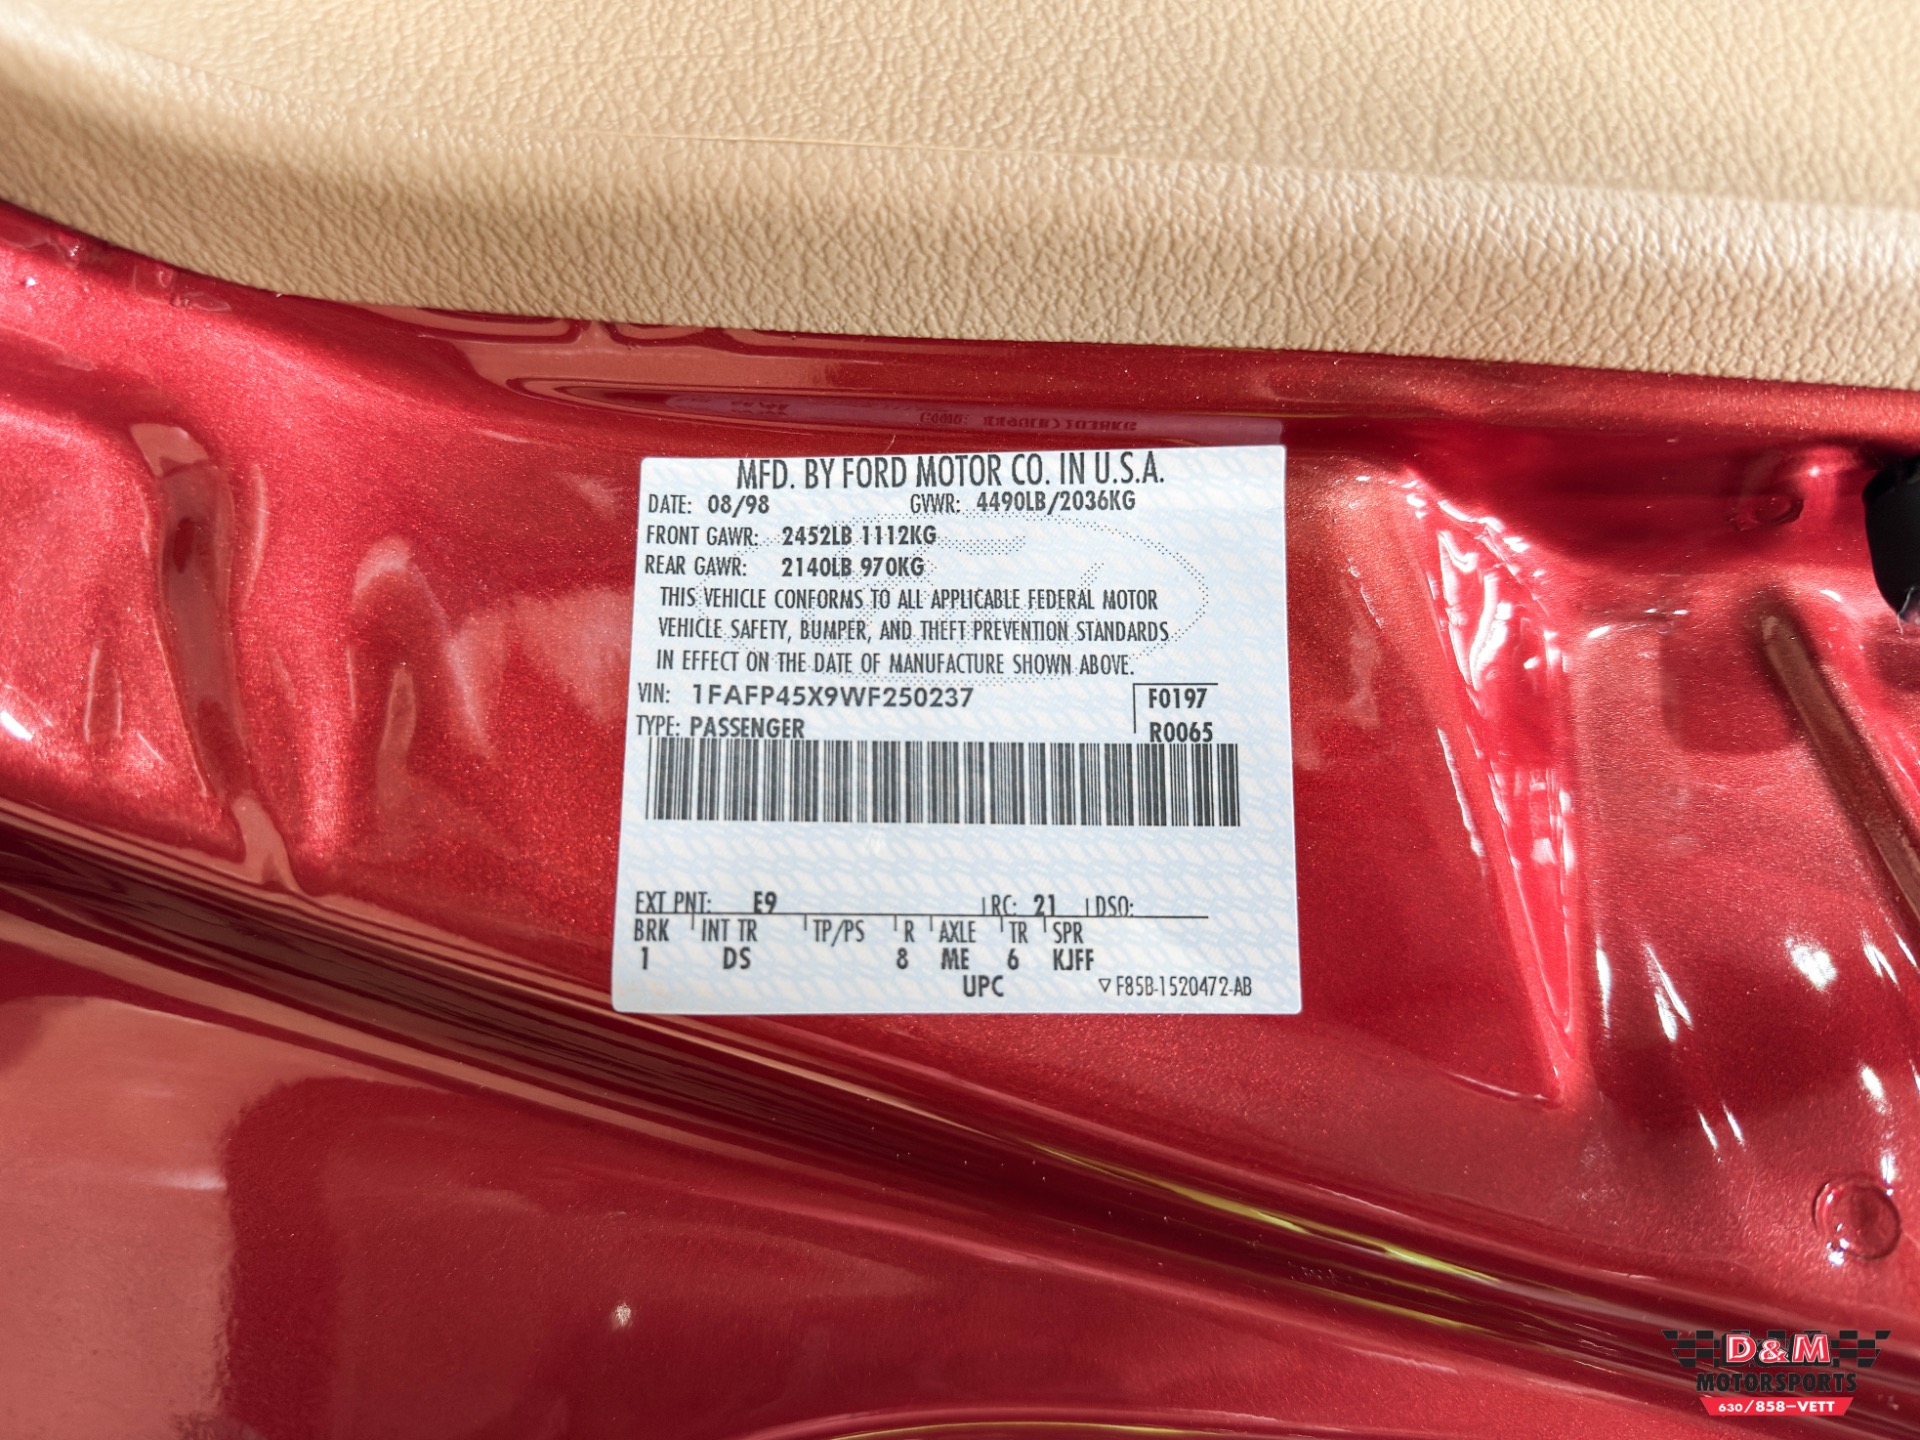 MFD. BY FORD MOTOR CO. IN U.S.A.
DATE: 08/98 GVWR: 4490LB/2036KG
FRONT GAWR: 2452LB 1112KG
REAR GAWR: 2140LB 970KG
THIS VEHICLE CONFORMS TO ALL APPLICABLE FEDERAL MOTOR
VEHICLE SAFETY, BUMPER, AND THEFT PREVENTION STANDARDS
IN EFFECT ON THE DATE OF MANUFACTURE SHOWN ABOVE.
VIN: 1FAFP45X9WF250237 F0197
TYPE: PASSENGER R0065
EXT PNT: E9 RC: 21 DSO:
BRK INT TR TP/PS R AXLE TR SPR
1 DS 8 ME 6 KJFF
UPC ▽F85B-1520472-AB
D&M
MOTORSPORTS
630/858-VETT